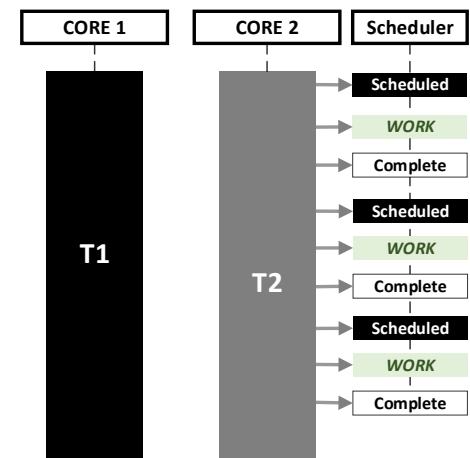 CORE 1
CORE 2
Scheduler
T1
T2
Scheduled
WORK
Complete
Scheduled
WORK
Complete
Scheduled
WORK
Complete